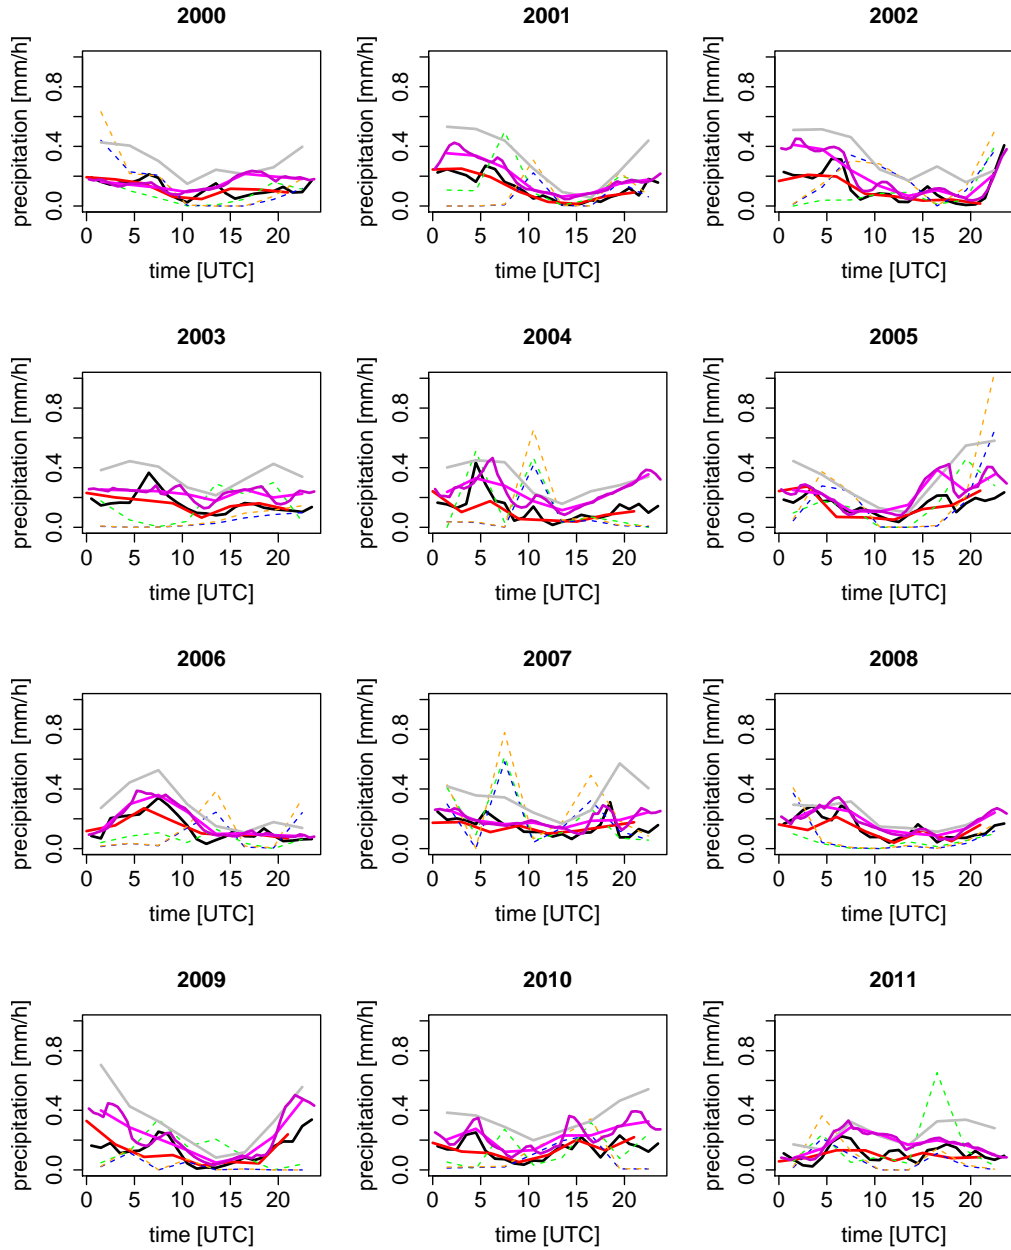 2000 2001 2002
precipitation [mm/h] 0.0 0.4 0.8 precipitation [mm/h] 0.0 0.4 0.8 precipitation [mm/h] 0.0 0.4 0.8
0 5 10 15 20 0 5 10 15 20 0 5 10 15 20
time [UTC] time [UTC] time [UTC]
2003 2004 2005
precipitation [mm/h] 0.0 0.4 0.8 precipitation [mm/h] 0.0 0.4 0.8 precipitation [mm/h] 0.0 0.4 0.8
0 5 10 15 20 0 5 10 15 20 0 5 10 15 20
time [UTC] time [UTC] time [UTC]
2006 2007 2008
precipitation [mm/h] 0.0 0.4 0.8 precipitation [mm/h] 0.0 0.4 0.8 precipitation [mm/h] 0.0 0.4 0.8
0 5 10 15 20 0 5 10 15 20 0 5 10 15 20
time [UTC] time [UTC] time [UTC]
2009 2010 2011
precipitation [mm/h] 0.0 0.4 0.8 precipitation [mm/h] 0.0 0.4 0.8 precipitation [mm/h] 0.0 0.4 0.8
0 5 10 15 20 0 5 10 15 20 0 5 10 15 20
time [UTC] time [UTC] time [UTC]